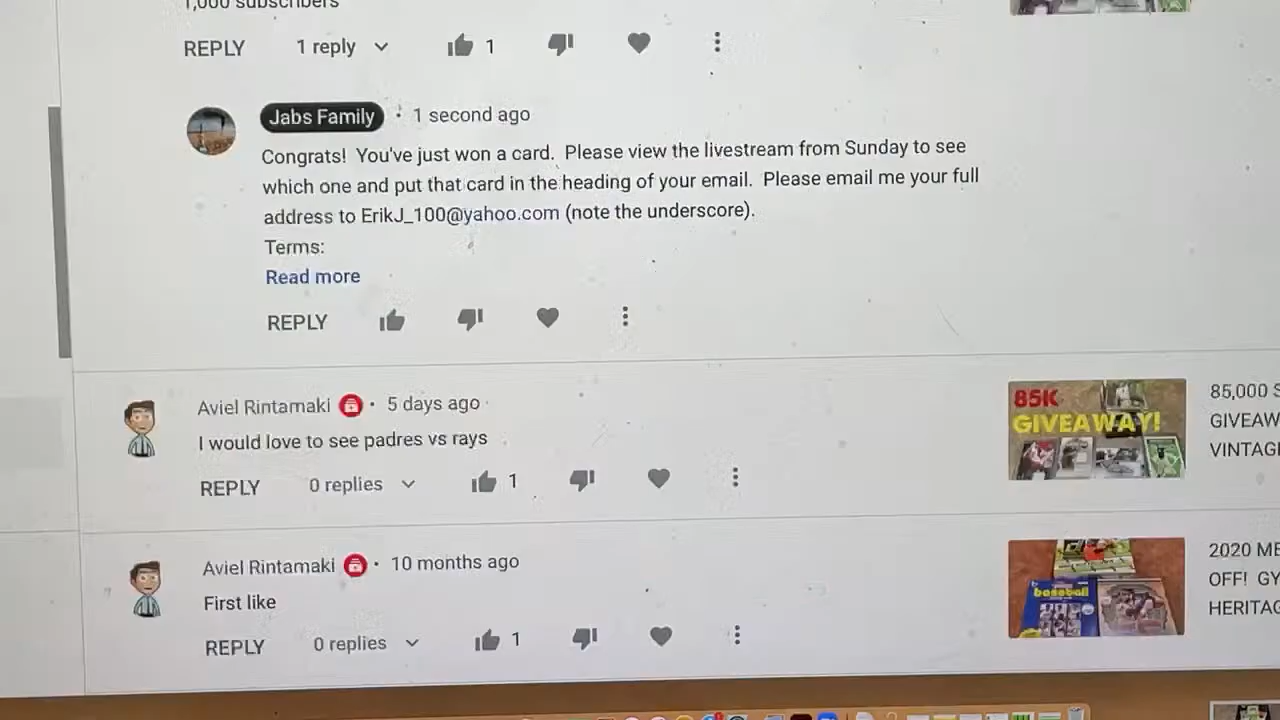 1,000 subscribers
REPLY 1 reply 1
Jabs Family · 1 second ago
Congrats! You've just won a card. Please view the livestream from Sunday to see
which one and put that card in the heading of your email. Please email me your full
address to ErikJ_100@yahoo.com (note the underscore).
Terms:
Read more
REPLY
Aviel Rintamaki · 5 days ago
I would love to see padres vs rays
REPLY 0 replies 1
85K
GIVEAWAY!
85,000 S
GIVEAW
VINTAG
Aviel Rintamaki · 10 months ago
First like
REPLY 0 replies 1
baseball
2020 ME
OFF! GY
HERITAG